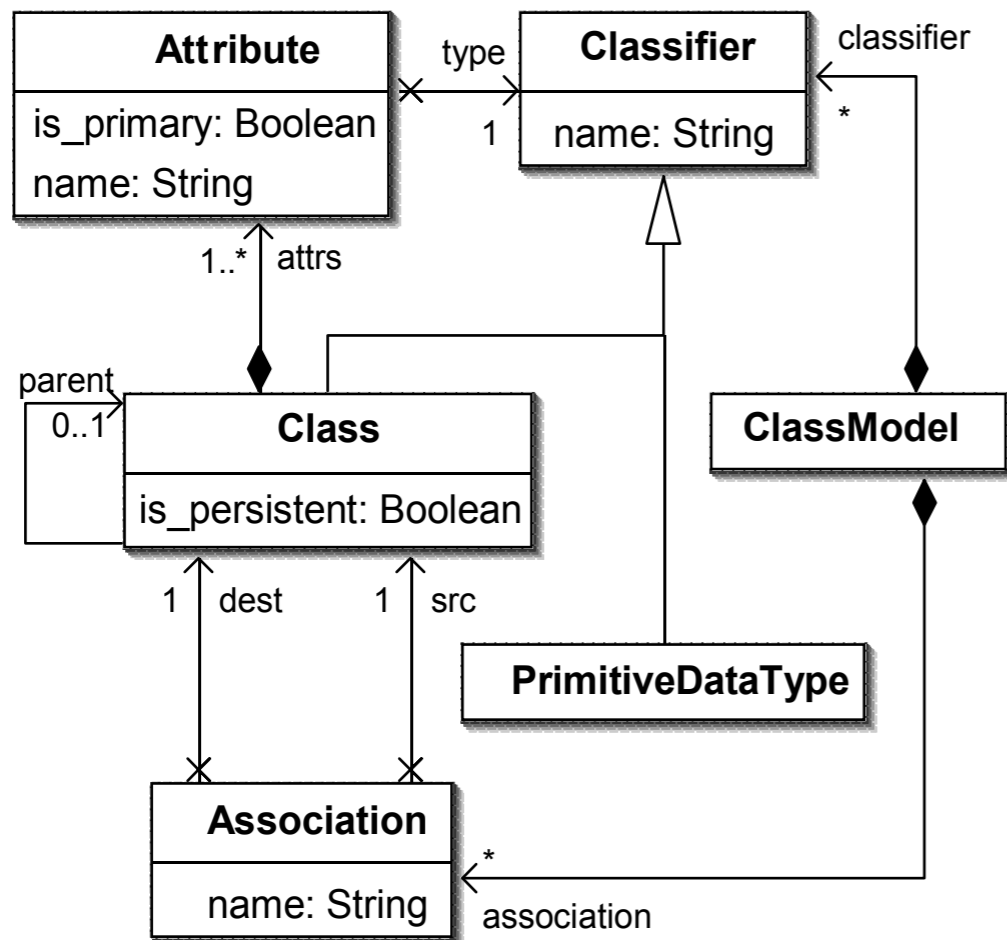 Attribute
is_primary: Boolean
name: String
type
1
Classifier
name: String
classifier
*
1..*
attrs
parent
0..1
Class
is_persistent: Boolean
ClassModel
1
dest
1
src
PrimitiveDataType
Association
name: String
*
association